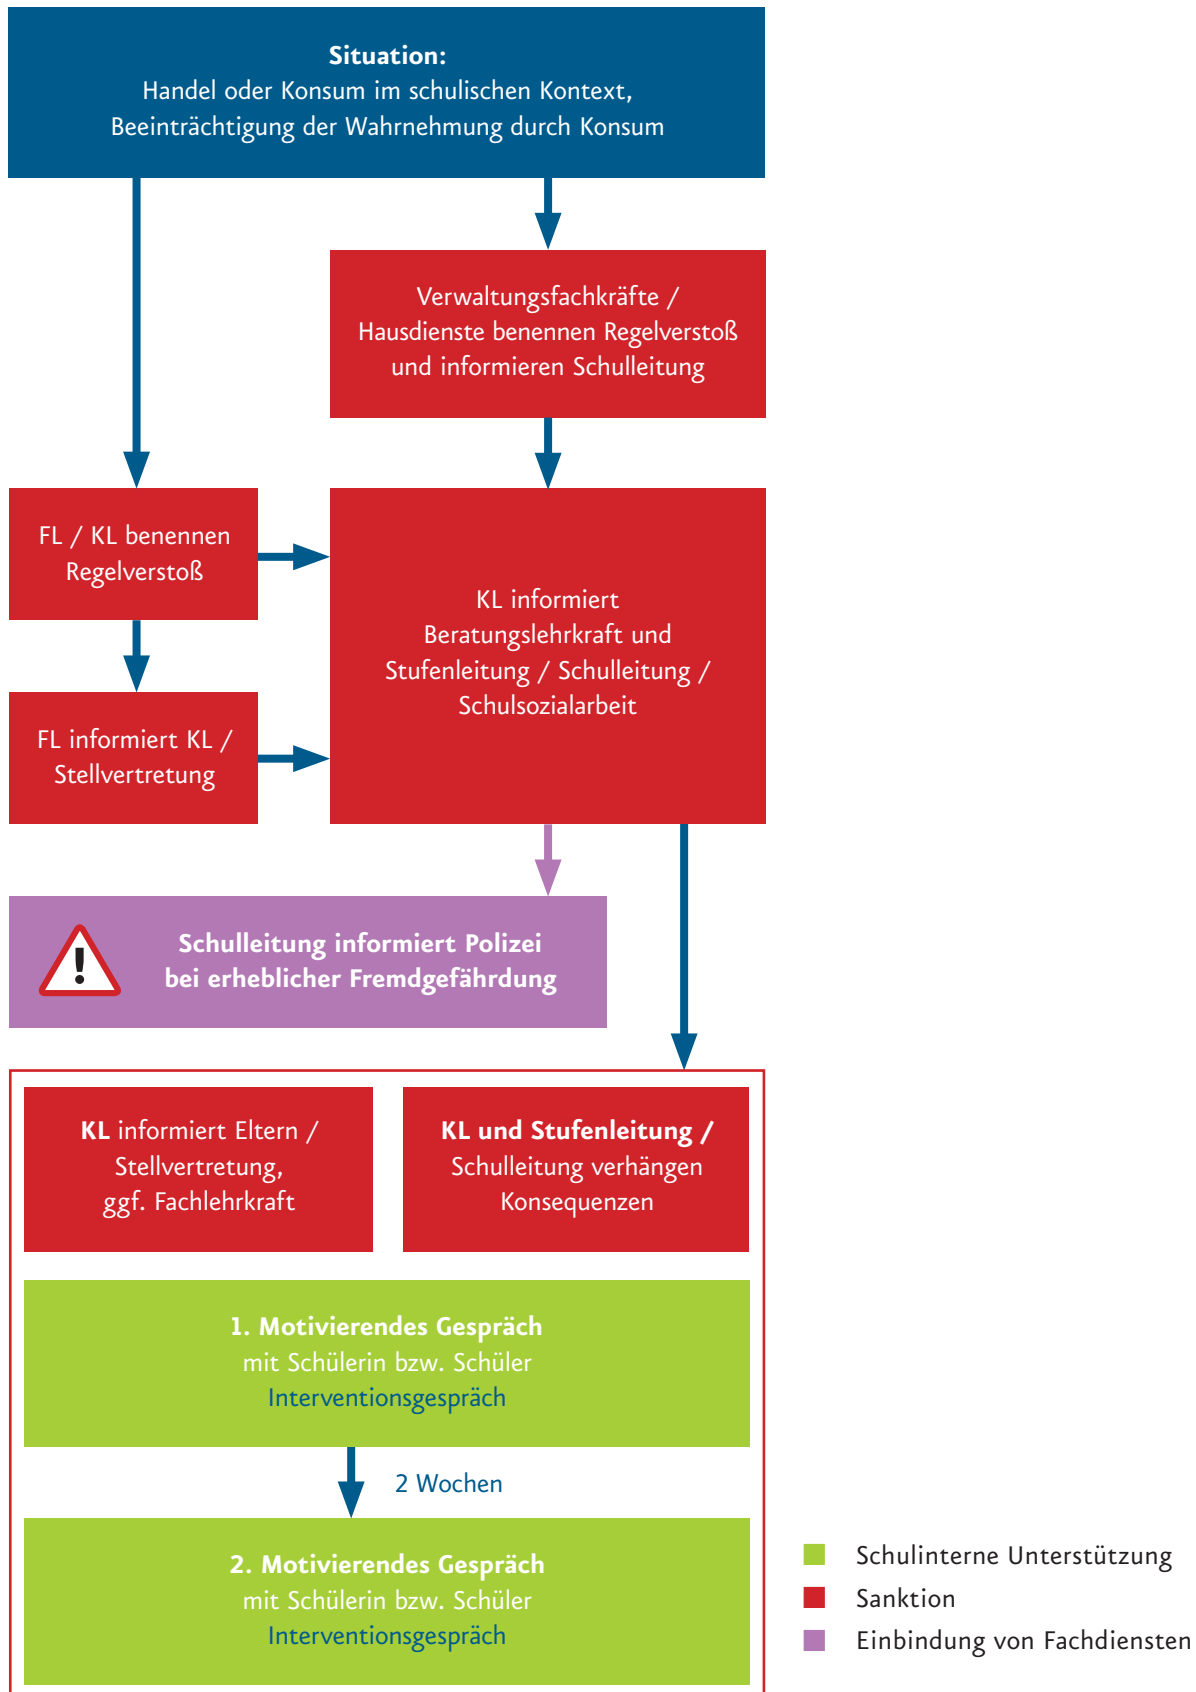 Situation:
Handel oder Konsum im schulischen Kontext,
Beeinträchtigung der Wahrnehmung durch Konsum
Verwaltungsfachkräfte /
Hausdienste benennen Regelverstoß
und informieren Schulleitung
FL / KL benennen
Regelverstoß
KL informiert
Beratungslehrkraft und
Stufenleitung / Schulleitung /
Schulsozialarbeit
FL informiert KL /
Stellvertretung
!
Schulleitung informiert Polizei
bei erheblicher Fremdgefährdung
KL informiert Eltern /
Stellvertretung,
ggf. Fachlehrkraft
KL und Stufenleitung /
Schulleitung verhängen
Konsequenzen
1. Motivierendes Gespräch
mit Schülerin bzw. Schüler
Interventionsgespräch
2 Wochen
2. Motivierendes Gespräch
mit Schülerin bzw. Schüler
Interventionsgespräch
Schulinterne Unterstützung
Sanktion
Einbindung von Fachdiensten